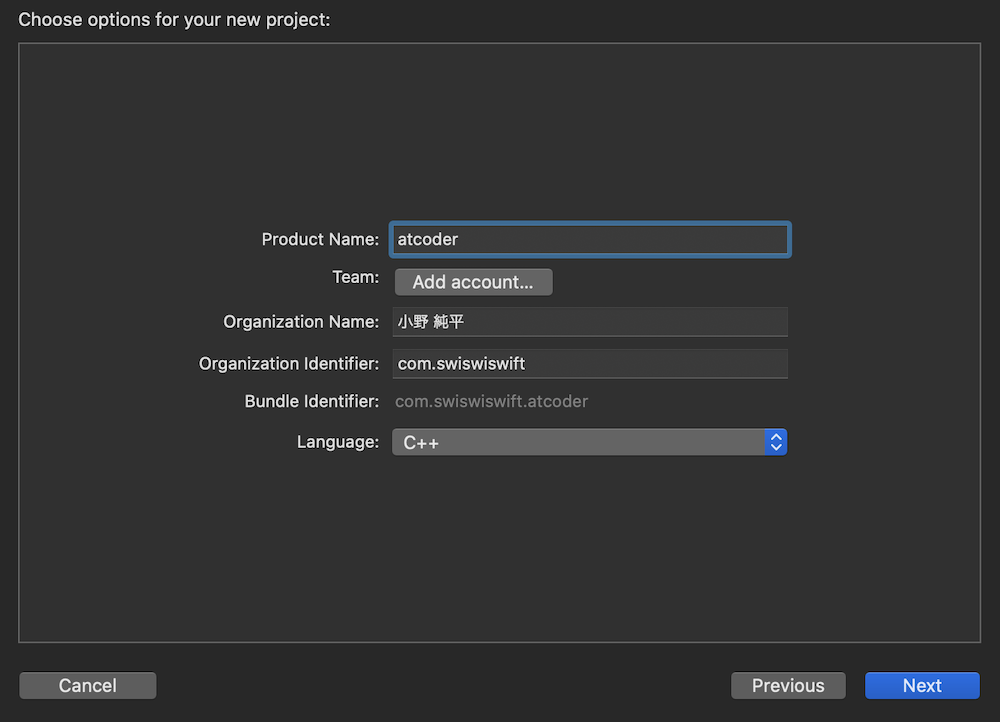 Choose options for your new project:
Product Name: atcoder
Team: Add account...
Organization Name: 小野 純平
Organization Identifier: com.swiswiswift
Bundle Identifier: com.swiswiswift.atcoder
Language: C++
Cancel Previous Next